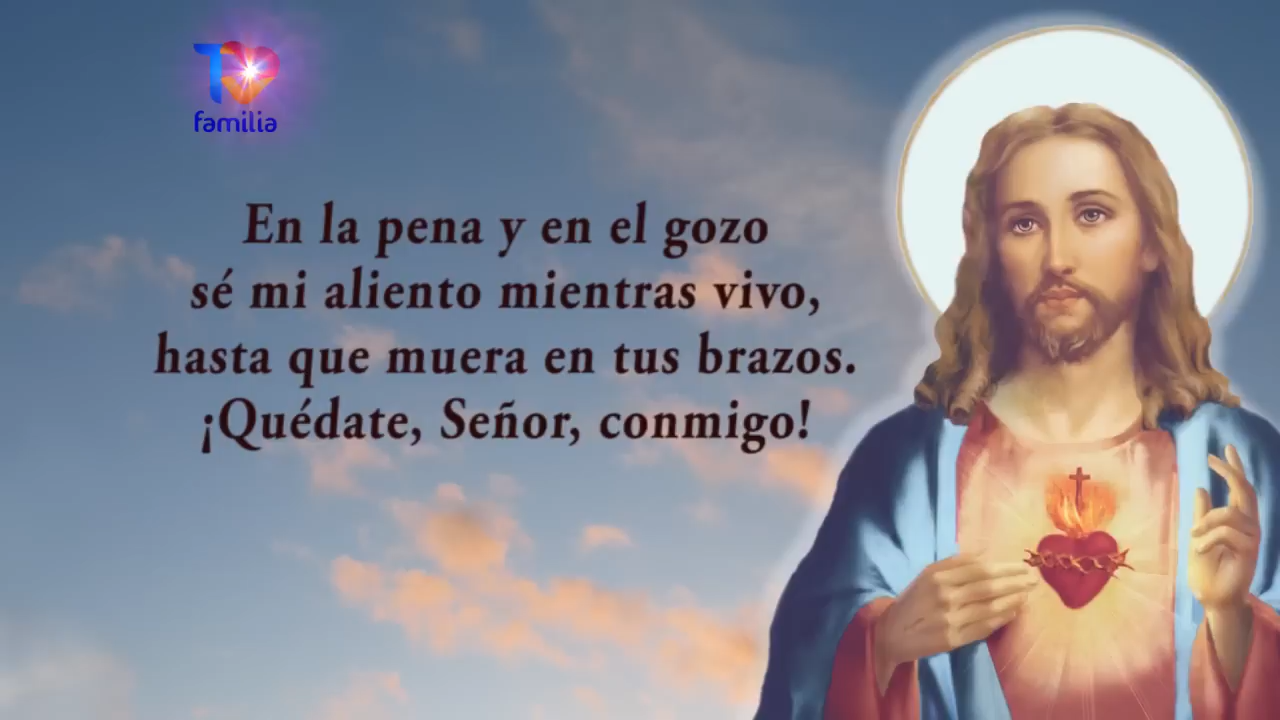 T
familia
En la pena y en el gozo
sé mi aliento mientras vivo,
hasta que muera en tus brazos.
¡Quédate, Señor, conmigo!